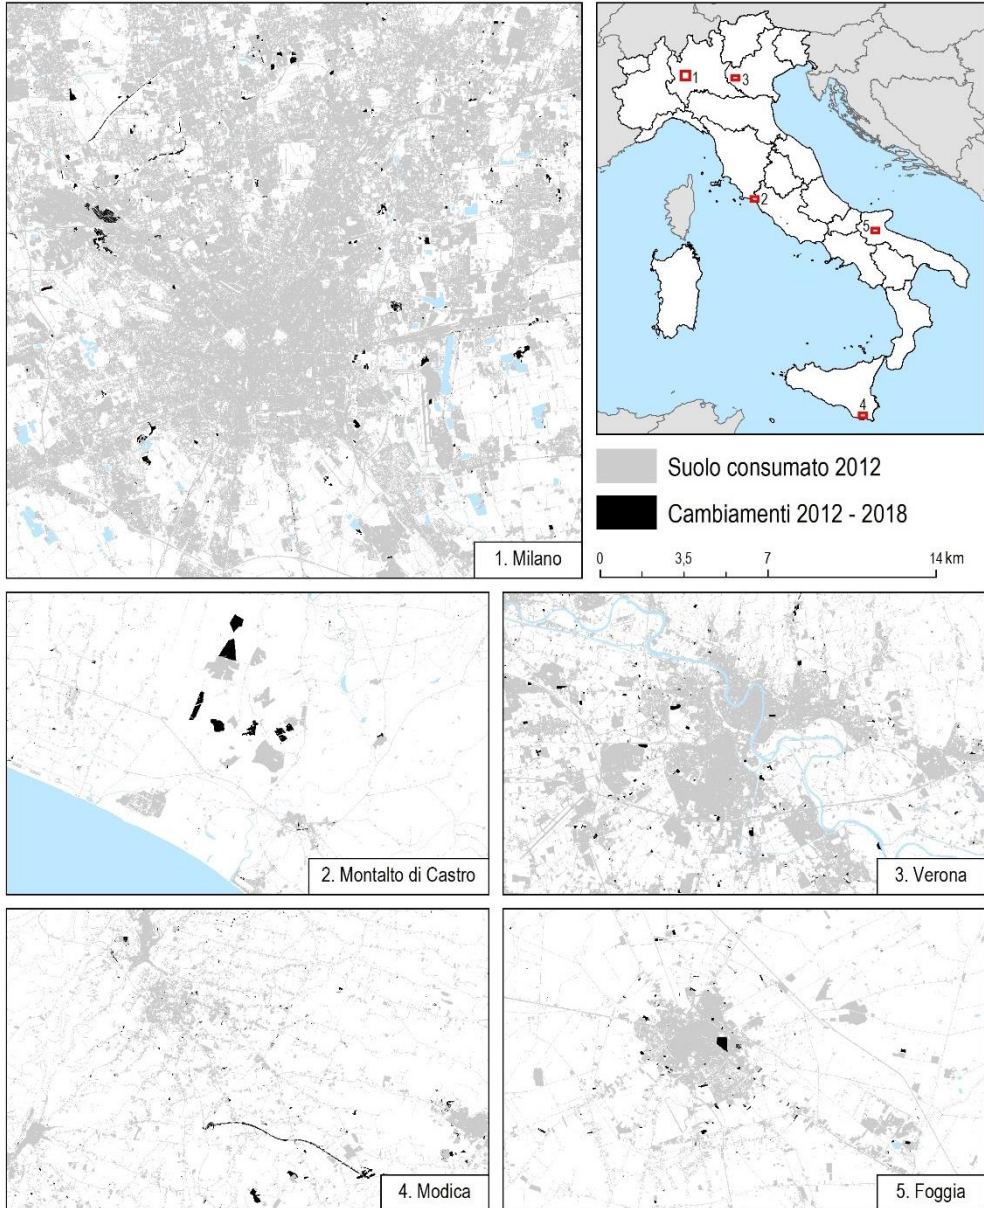 1
3
2
5
4
Suolo consumato 2012
Cambiamenti 2012 - 2018
0 3,5 7 14 km
1. Milano
2. Montalto di Castro
3. Verona
4. Modica
5. Foggia